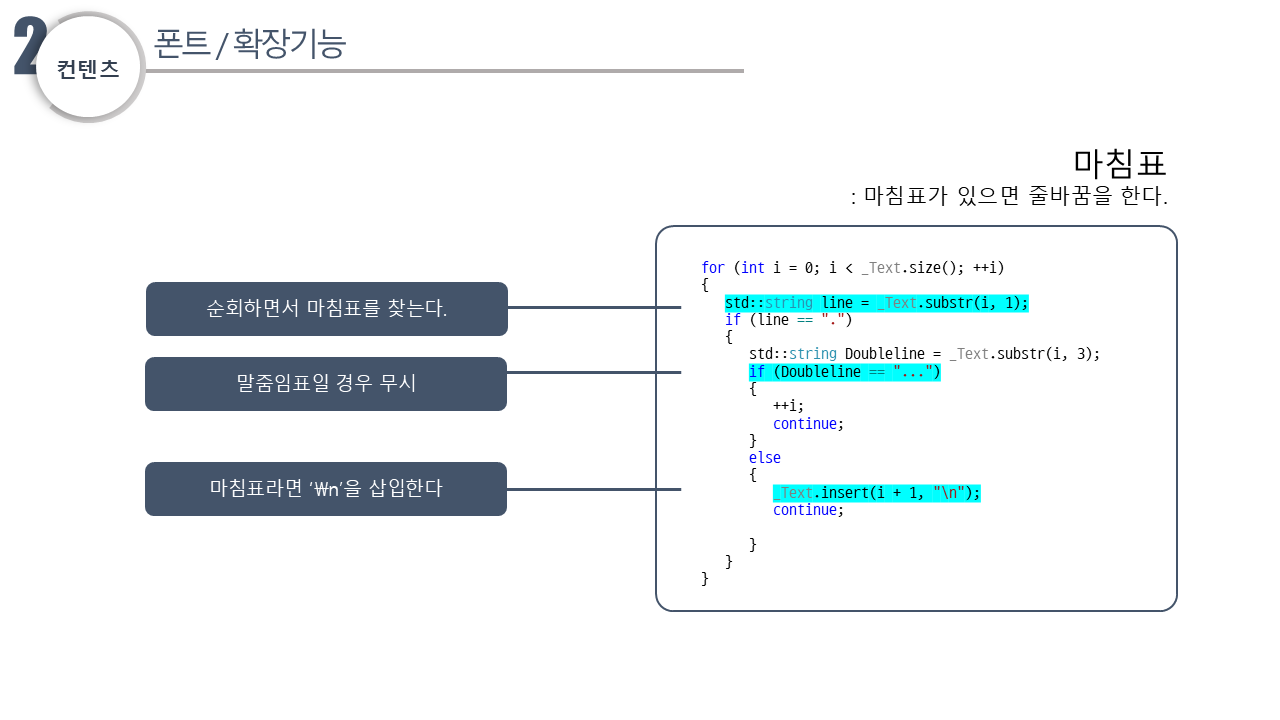 2
컨텐츠
폰트 / 확장기능
마침표
: 마침표가 있으면 줄바꿈을 한다.
순회하면서 마침표를 찾는다.
말줄임표일 경우 무시
마침표라면 ‘₩n’을 삽입한다
for (int i = 0; i < _Text.size(); ++i)
{
std::string line = _Text.substr(i, 1);
if (line == ".")
{
std::string Doubleline = _Text.substr(i, 3);
if (Doubleline == "...")
{
++i;
continue;
}
else
{
_Text.insert(i + 1, "\n");
continue;
}
}
}